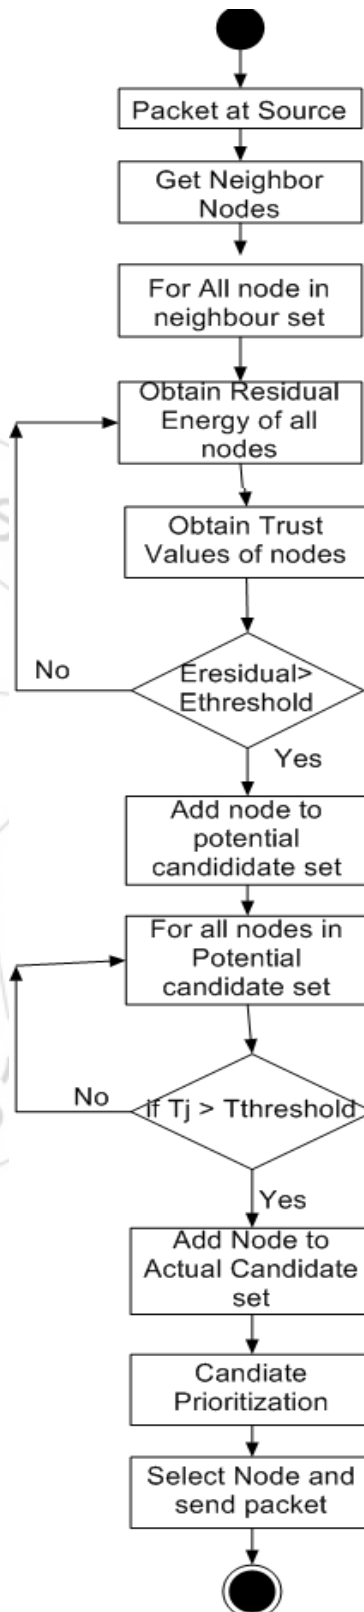 Packet at Source
Get Neighbor
Nodes
For All node in
neighbour set
Obtain Residual
Energy of all
nodes
Obtain Trust
Values of nodes
No
Eresidual>
Ethreshold
Yes
Add node to
potential
candididate set
For all nodes in
Potential
candidate set
No
if Tj > Tthreshold
Yes
Add Node to
Actual Candidate
set
Candiate
Prioritization
Select Node and
send packet